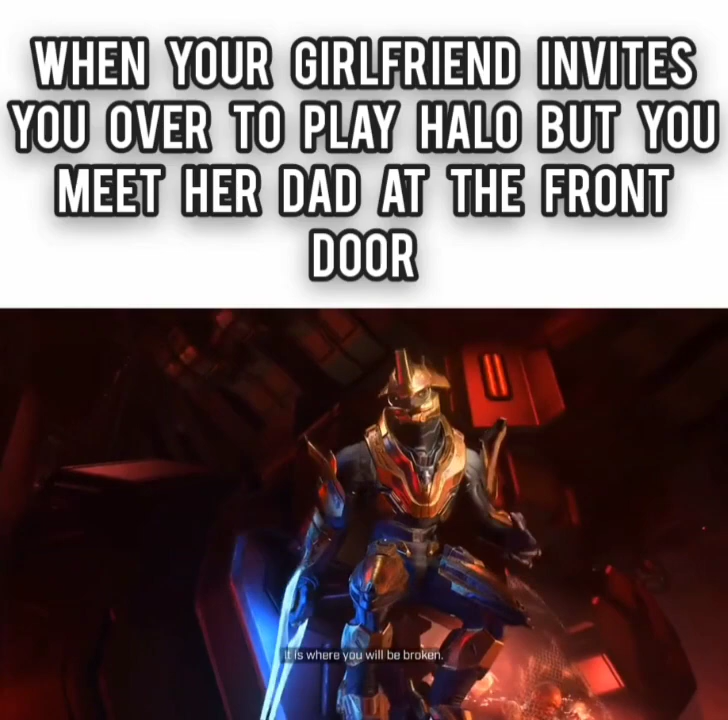 WHEN YOUR GIRLFRIEND INVITES
YOU OVER TO PLAY HALO BUT YOU
MEET HER DAD AT THE FRONT
DOOR
It is where you will be broken.